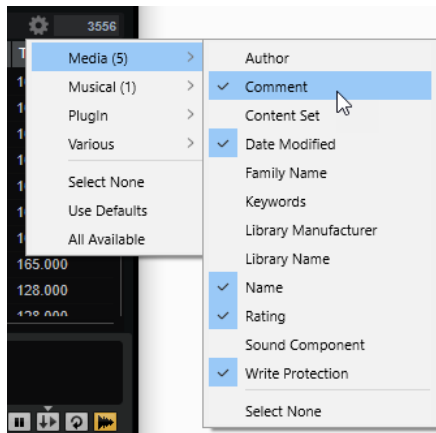 3556
Media (5)
Musical (1)
PlugIn
Various
Select None
Use Defaults
All Available
165.000
128.000
128.000
Author
Comment
Content Set
Date Modified
Family Name
Keywords
Library Manufacturer
Library Name
Name
Rating
Sound Component
Write Protection
Select None